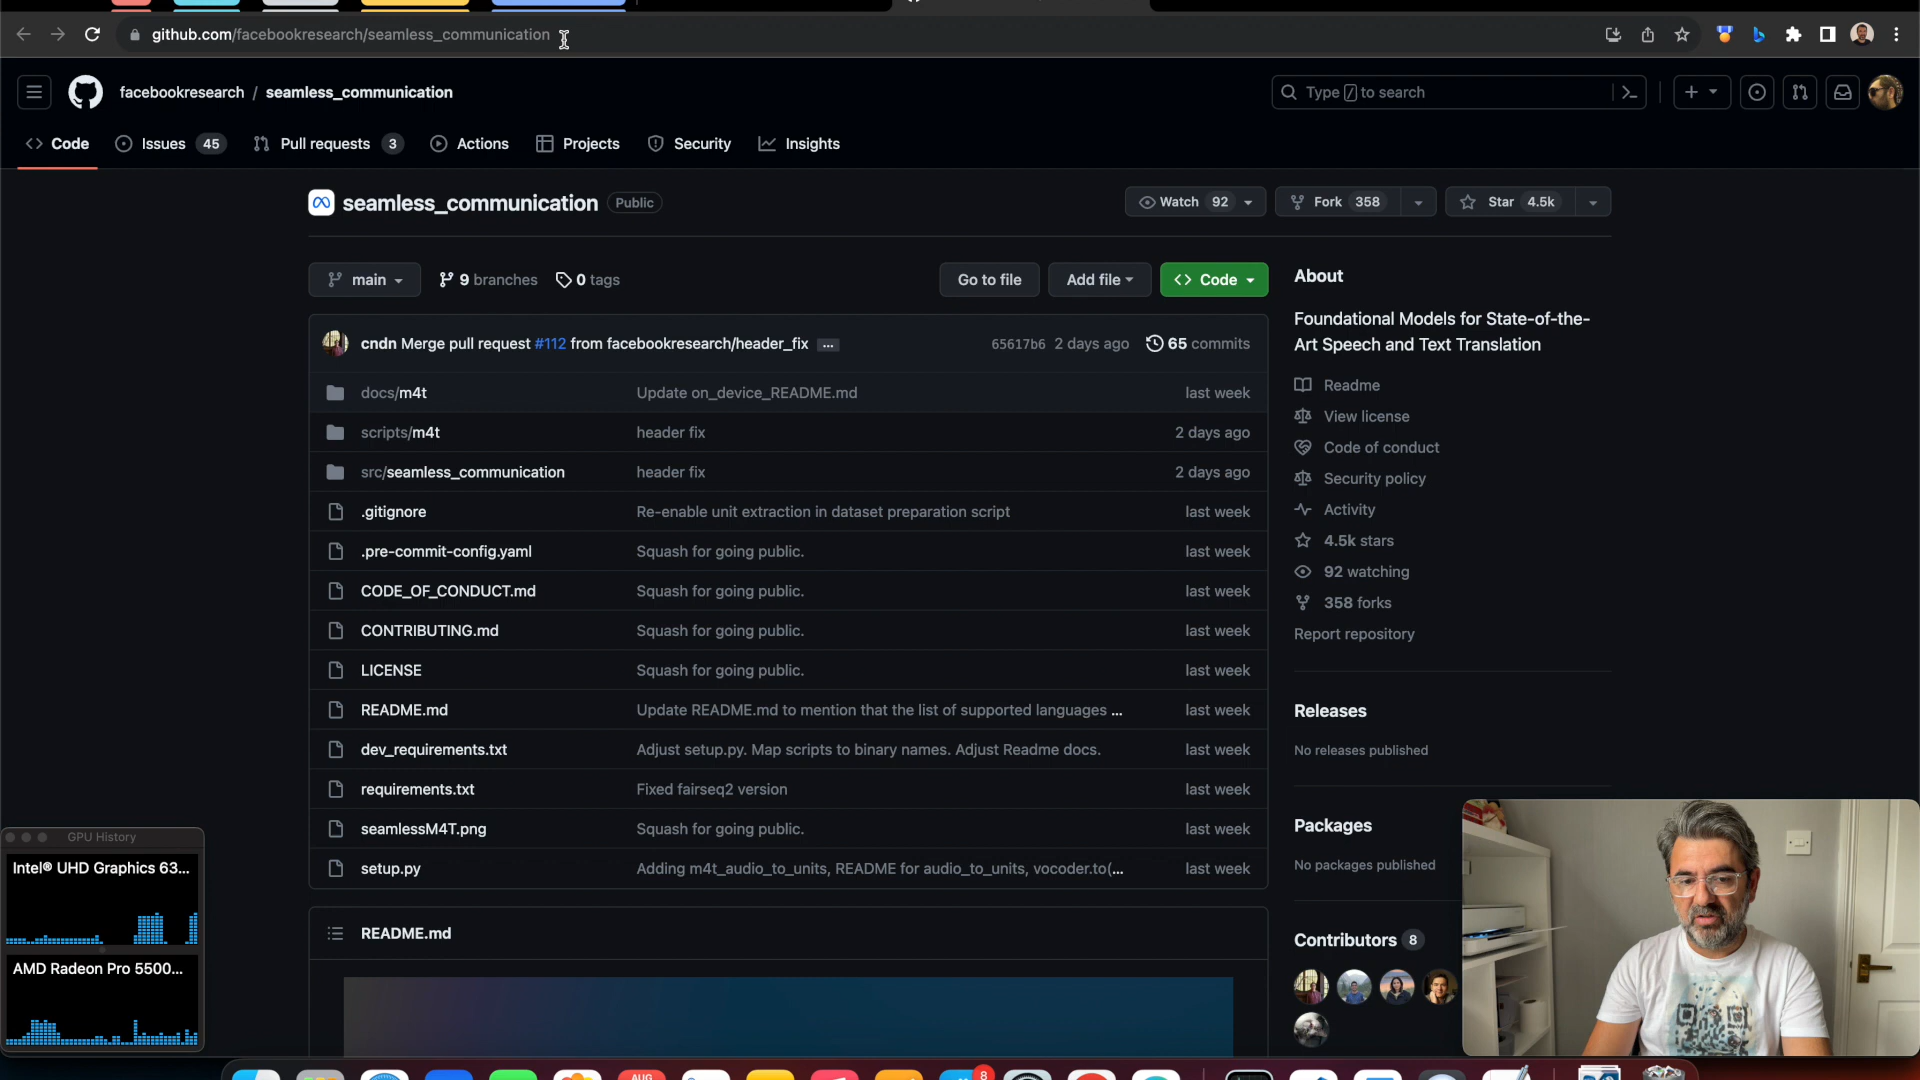 github.com/facebookresearch/seamless_communication
facebookresearch / seamless_communication
Type / to search
Code
Issues 45
Pull requests 3
Actions
Projects
Security
Insights
seamless_communication Public
Watch 92
Fork 358
Star 4.5k
main
9 branches
0 tags
Go to file
Add file
Code
cndn Merge pull request #112 from facebookresearch/header_fix ... 65617b6 2 days ago 65 commits
docs/m4t Update on_device_README.md last week
scripts/m4t header fix 2 days ago
src/seamless_communication header fix 2 days ago
.gitignore Re-enable unit extraction in dataset preparation script last week
.pre-commit-config.yaml Squash for going public. last week
CODE_OF_CONDUCT.md Squash for going public. last week
CONTRIBUTING.md Squash for going public. last week
LICENSE Squash for going public. last week
README.md Update README.md to mention that the list of supported languages ... last week
dev_requirements.txt Adjust setup.py. Map scripts to binary names. Adjust Readme docs. last week
requirements.txt Fixed fairseq2 version last week
seamlessM4T.png Squash for going public. last week
setup.py Adding m4t_audio_to_units, README for audio_to_units, vocoder.to(... last week
README.md
About
Foundational Models for State-of-the-
Art Speech and Text Translation
Readme
View license
Code of conduct
Security policy
Activity
4.5k stars
92 watching
358 forks
Report repository
Releases
No releases published
Packages
No packages published
Contributors 8
GPU History
Intel® UHD Graphics 63...
AMD Radeon Pro 5500...
AUG
8